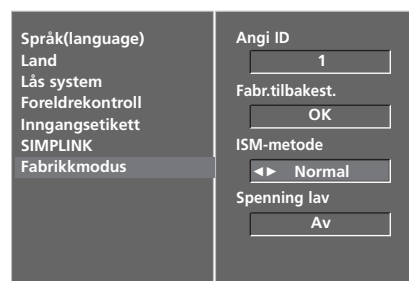 Språk(language)
Land
Lås system
Foreldrekontroll
Inngangsetikett
SIMPLINK
Fabrikkmodus
Angi ID
1
Fabr.tilbakest.
OK
ISM-metode
◄► Normal
Spenning lav
Av